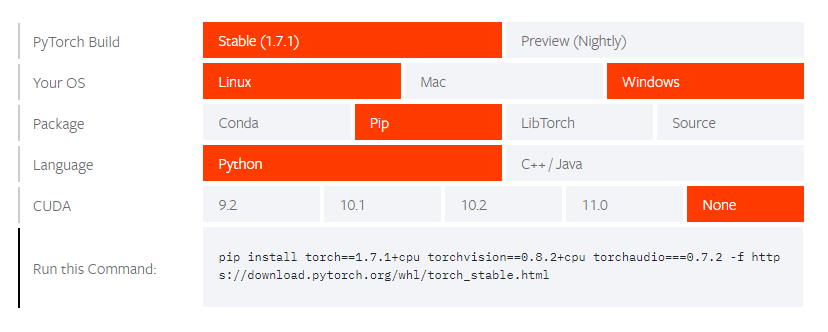 PyTorch Build Stable (1.7.1) Preview (Nightly)
Your OS Linux Mac Windows
Package Conda Pip LibTorch Source
Language Python C++ / Java
CUDA 9.2 10.1 10.2 11.0 None
Run this Command:
pip install torch==1.7.1+cpu torchvision==0.8.2+cpu torchaudio===0.7.2 -f http
s://download.pytorch.org/whl/torch_stable.html